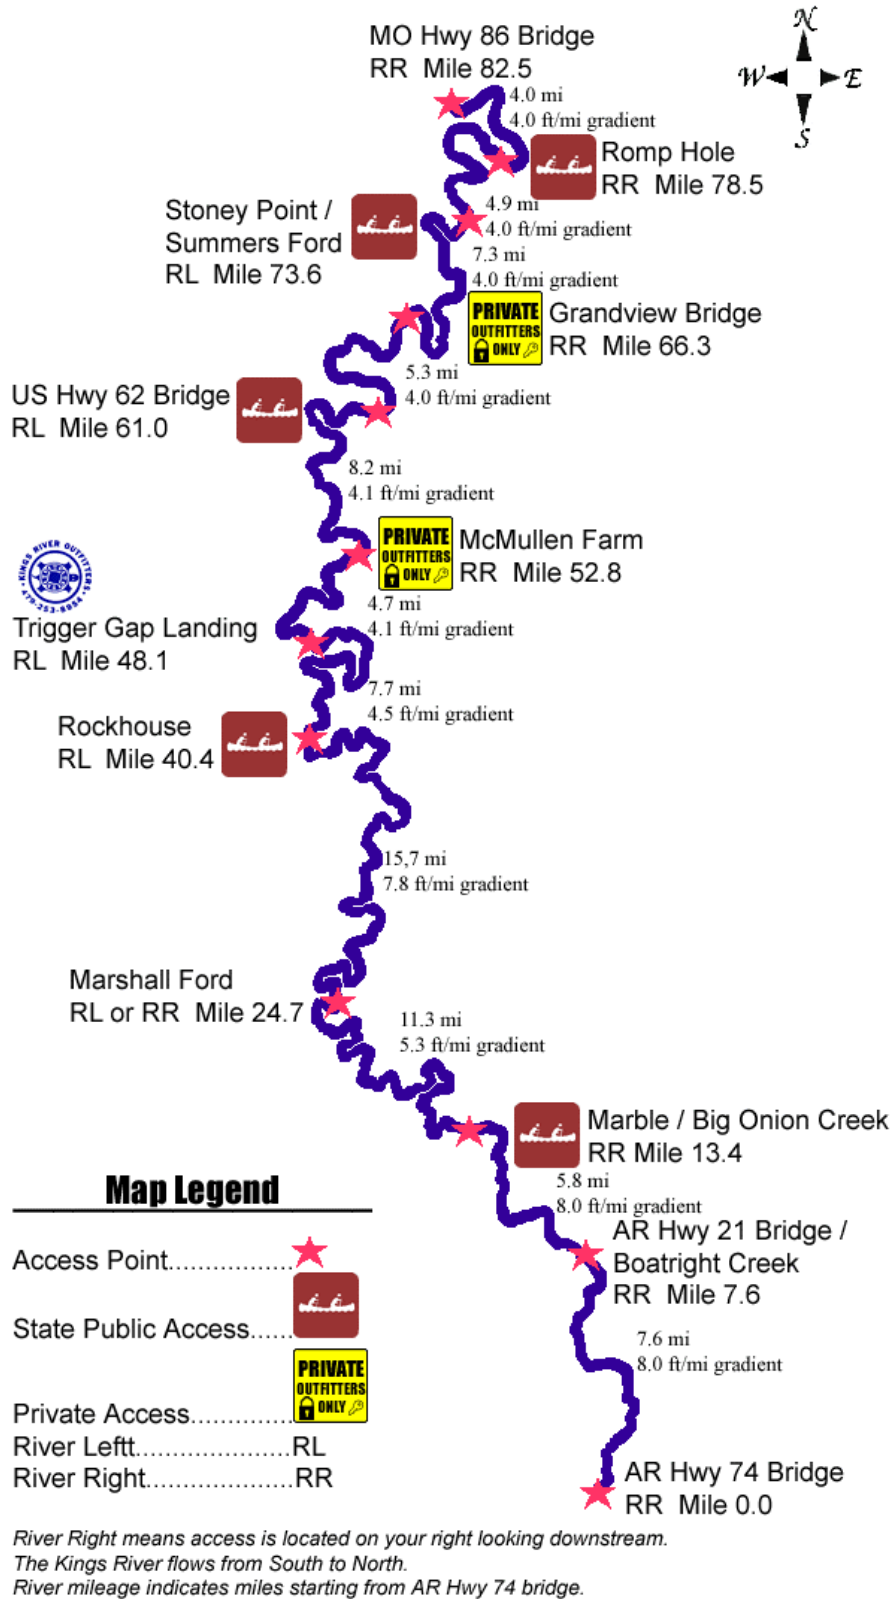 MO Hwy 86 Bridge
RR Mile 82.5
N
W E
S
4.0 mi
4.0 ft/mi gradient
Romp Hole
RR Mile 78.5
Stoney Point /
Summers Ford
RL Mile 73.6
4.9 mi
4.0 ft/mi gradient
7.3 mi
4.0 ft/mi gradient
PRIVATE
OUTFITTERS
ONLY
Grandview Bridge
RR Mile 66.3
5.3 mi
4.0 ft/mi gradient
US Hwy 62 Bridge
RL Mile 61.0
8.2 mi
4.1 ft/mi gradient
PRIVATE
OUTFITTERS
ONLY
McMullen Farm
RR Mile 52.8
KINGS RIVER OUTFITTERS
479-253-8954
4.7 mi
4.1 ft/mi gradient
Trigger Gap Landing
RL Mile 48.1
7.7 mi
4.5 ft/mi gradient
Rockhouse
RL Mile 40.4
15,7 mi
7.8 ft/mi gradient
Marshall Ford
RL or RR Mile 24.7
11.3 mi
5.3 ft/mi gradient
Marble / Big Onion Creek
RR Mile 13.4
5.8 mi
8.0 ft/mi gradient
AR Hwy 21 Bridge /
Boatright Creek
RR Mile 7.6
7.6 mi
8.0 ft/mi gradient
AR Hwy 74 Bridge
RR Mile 0.0
Map Legend
Access Point.................
State Public Access......
PRIVATE
OUTFITTERS
ONLY
Private Access..............
River Leftt.......................RL
River Right.....................RR
River Right means access is located on your right looking downstream.
The Kings River flows from South to North.
River mileage indicates miles starting from AR Hwy 74 bridge.